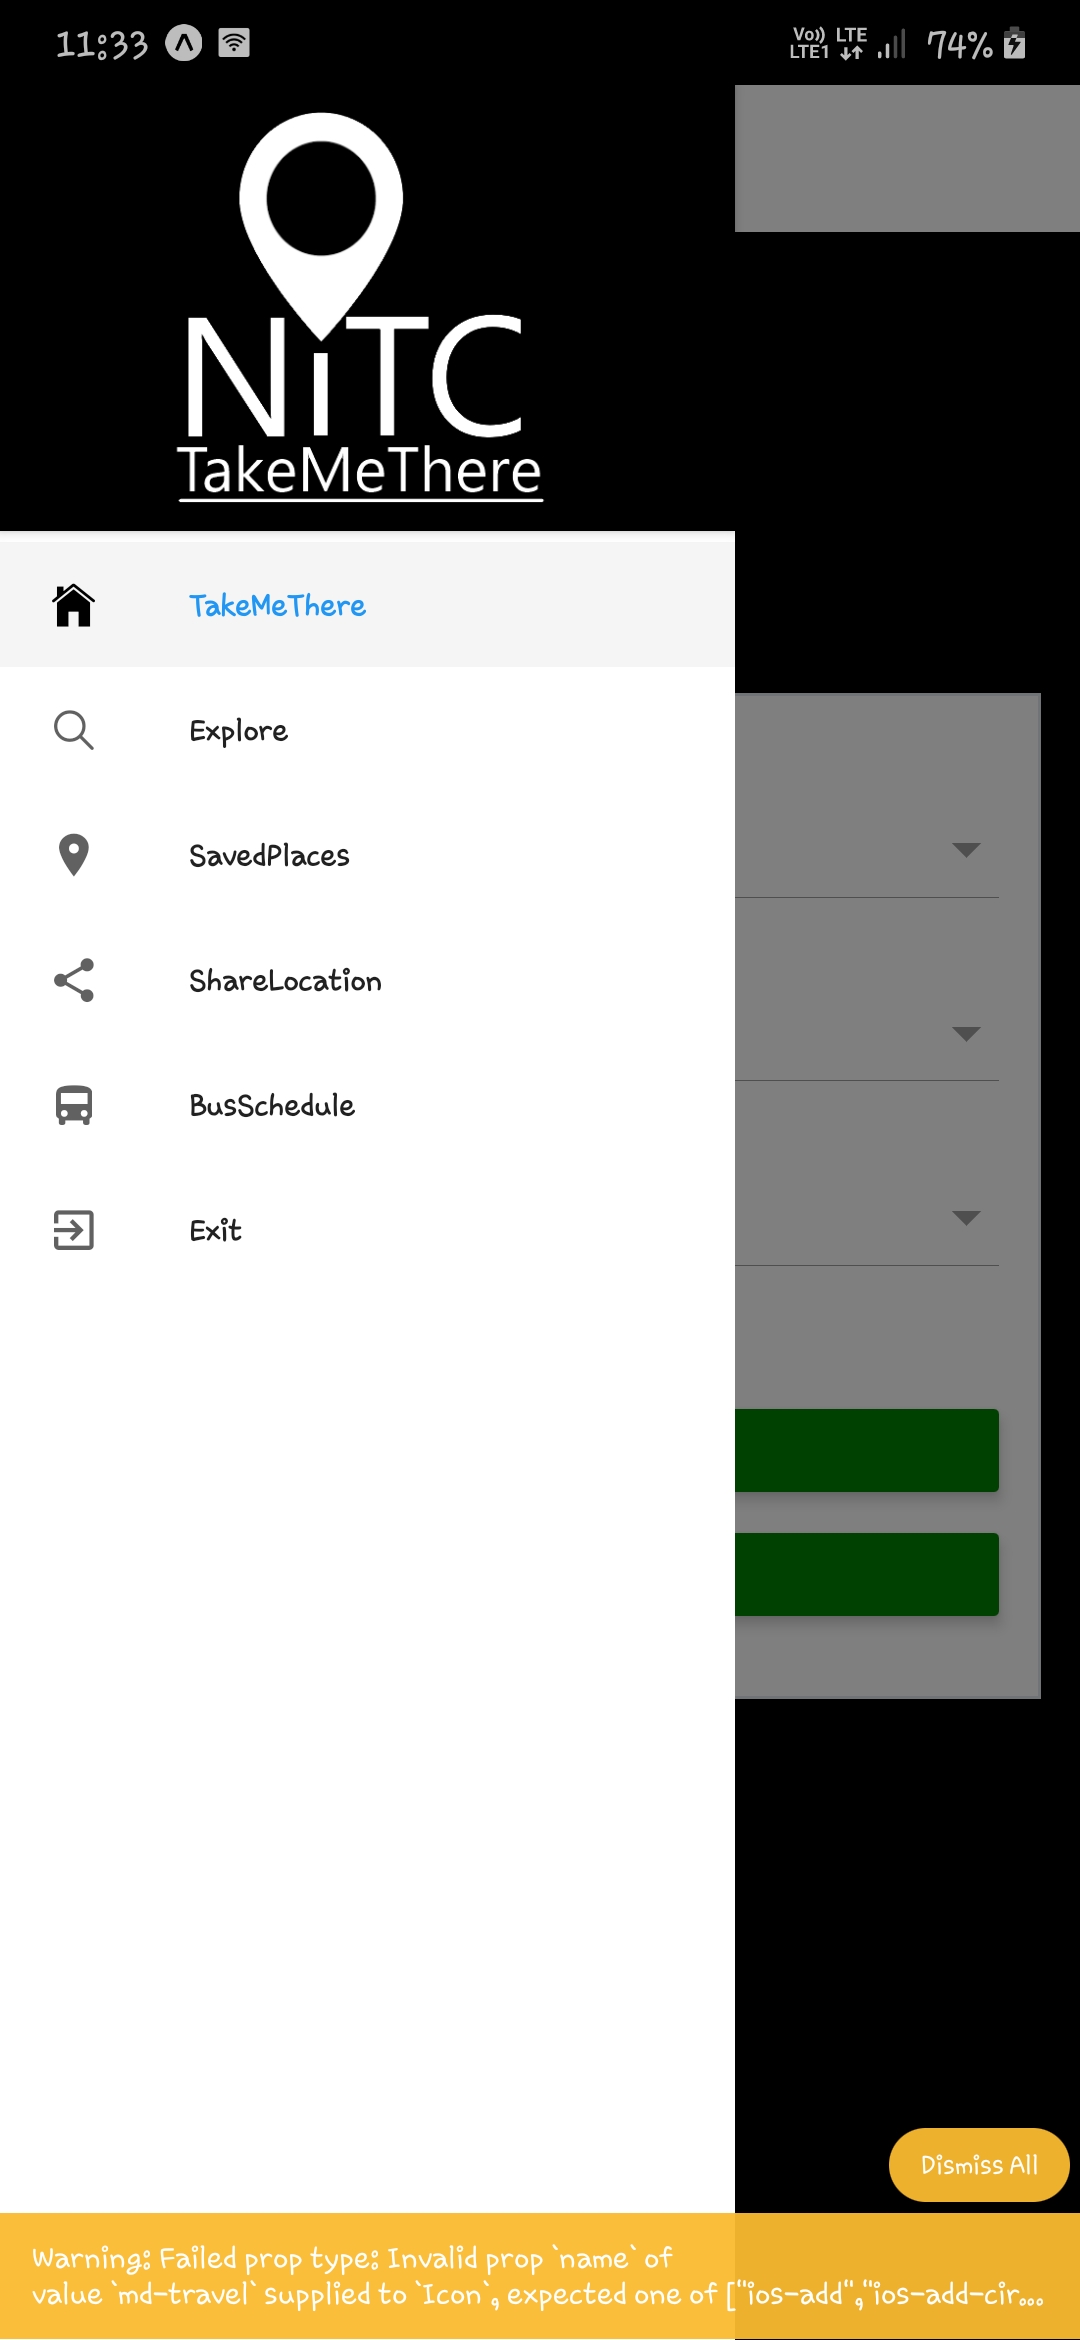 11:33
Vo)) LTE
LTE1
74%
NiTC
TakeMeThere
TakeMeThere
Explore
SavedPlaces
ShareLocation
BusSchedule
Exit
Dismiss All
Warning: Failed prop type: Invalid prop `name` of
value `md-travel` supplied to `Icon`, expected one of ["ios-add","ios-add-cir...